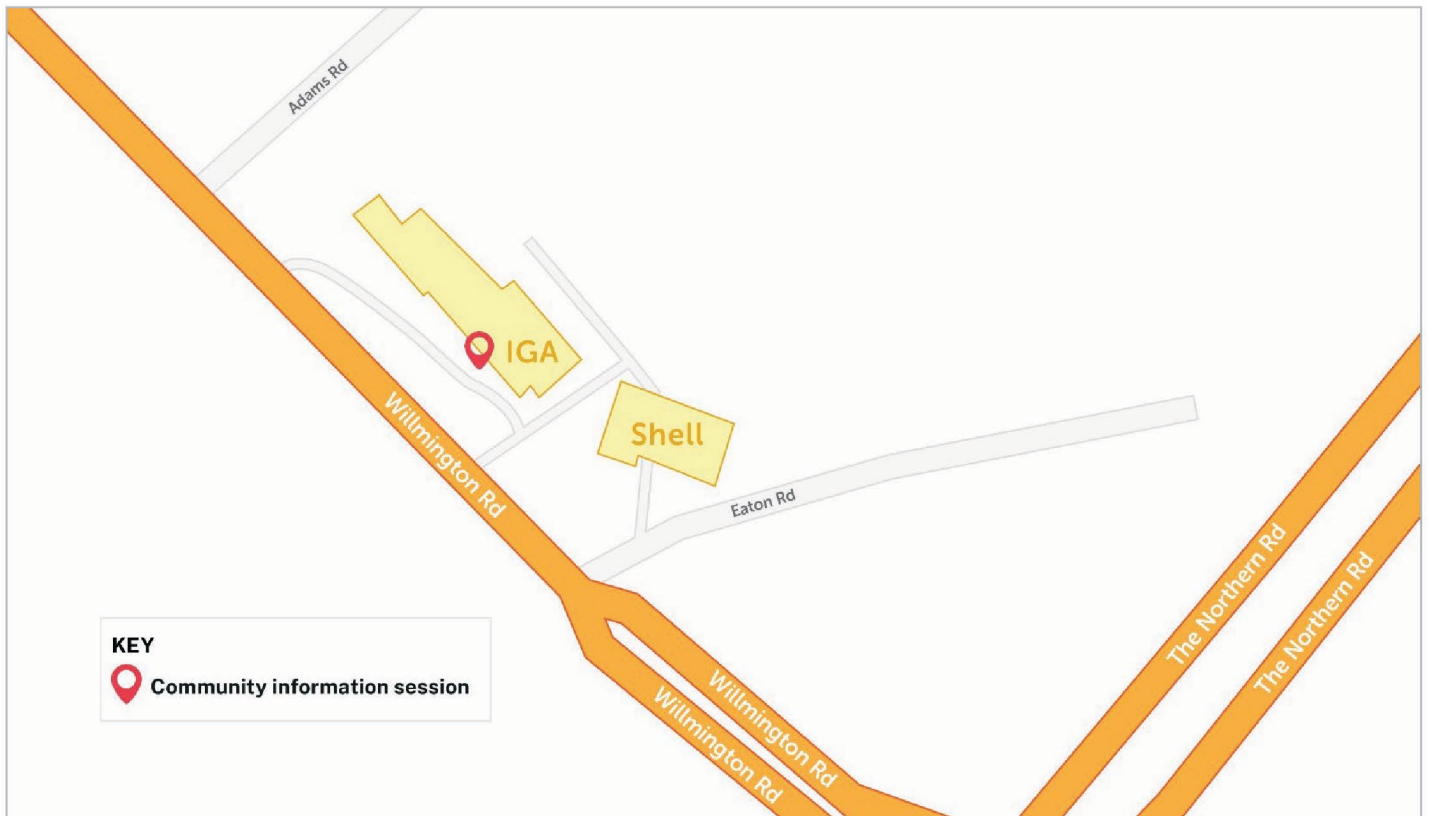 Adams Rd
IGA
Willmington Rd
Shell
Eaton Rd
The Northern Rd
The Northern Rd
KEY
Community information session
Willmington Rd
Willmington Rd